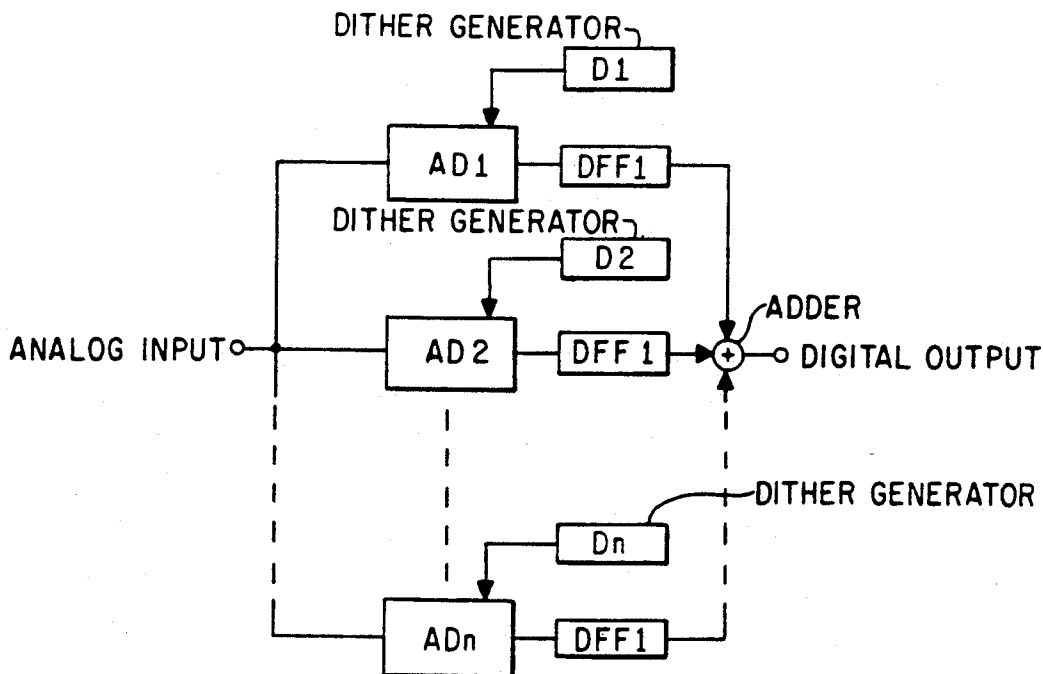 DITHER GENERATOR
D1
AD1
DFF1
DITHER GENERATOR
D2
ADDER
ANALOG INPUT
AD2
DFF1
+
DIGITAL OUTPUT
DITHER GENERATOR
Dn
ADn
DFF1